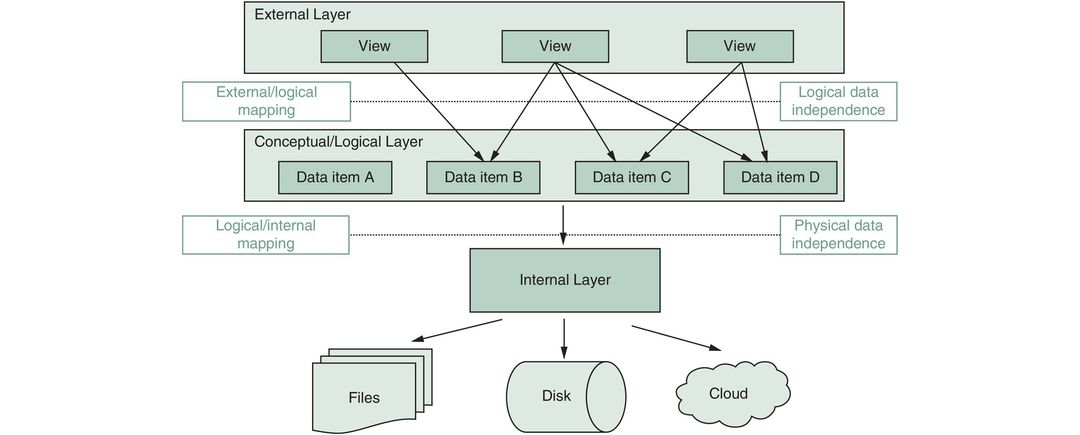 External Layer
View
View
View
External/logical
mapping
Logical data
independence
Conceptual/Logical Layer
Data item A
Data item B
Data item C
Data item D
Logical/internal
mapping
Physical data
independence
Internal Layer
Files
Disk
Cloud